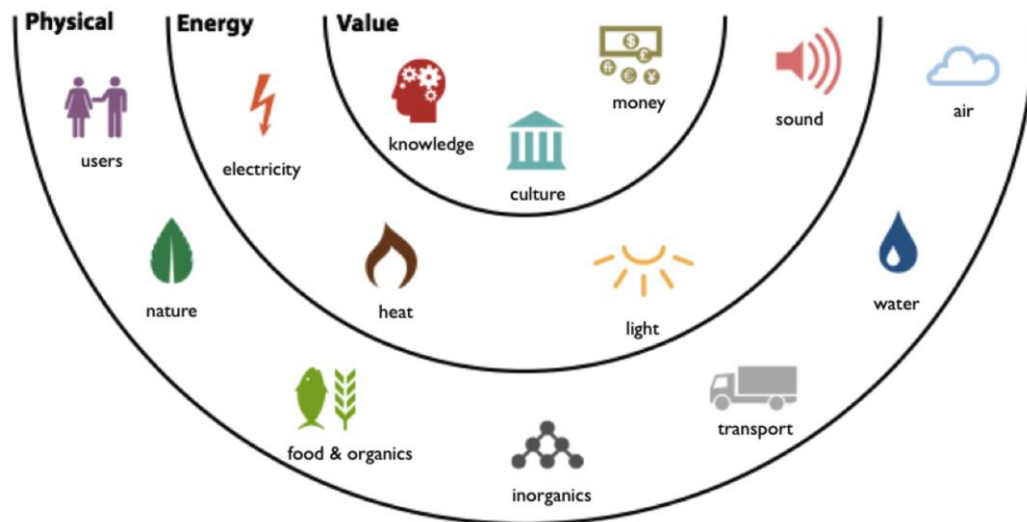 Physical
Energy
Value
users
electricity
knowledge
culture
$
£
€
¥
money
sound
air
nature
heat
light
water
food & organics
inorganics
transport